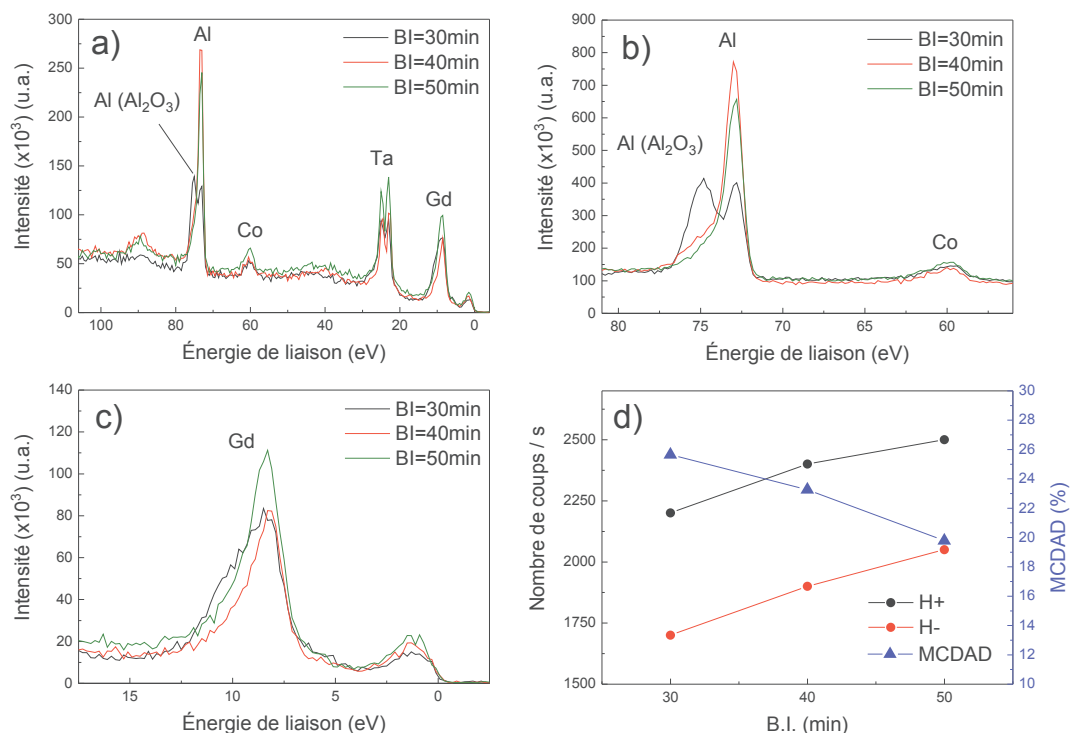 a)
Al
BI=30min
BI=40min
BI=50min
Al (Al₂O₃)
Co
Ta
Gd
Intensité (x10³) (u.a.)
300
250
200
150
100
50
0
100 80 60 40 20 0
Énergie de liaison (eV)
b)
Al
BI=30min
BI=40min
BI=50min
Al (Al₂O₃)
Co
Intensité (x10³) (u.a.)
900
800
700
600
500
400
300
200
100
0
80 75 70 65 60
Énergie de liaison (eV)
c)
Gd
BI=30min
BI=40min
BI=50min
Intensité (x10³) (u.a.)
140
120
100
80
60
40
20
0
15 10 5 0
Énergie de liaison (eV)
d)
Nombre de coups / s
2500
2250
2000
1750
1500
H+
H-
MCDAD
30
28
26
24
22
20
18
16
14
12
10
MCDAD (%)
30 40 50
B.I. (min)